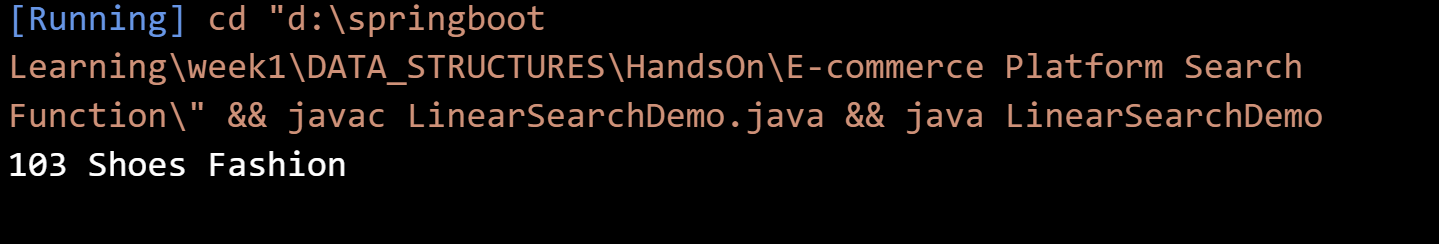 [Running] cd "d:\springboot
Learning\week1\DATA_STRUCTURES\HandsOn\E-commerce Platform Search
Function\" && javac LinearSearchDemo.java && java LinearSearchDemo
103 Shoes Fashion